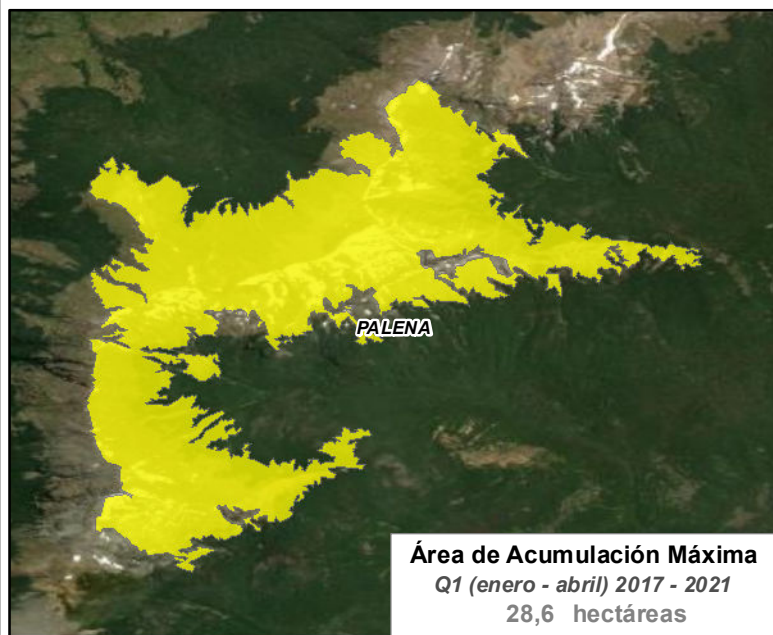 PALENA
Área de Acumulación Máxima
Q1 (enero - abril) 2017 - 2021
28,6 hectáreas